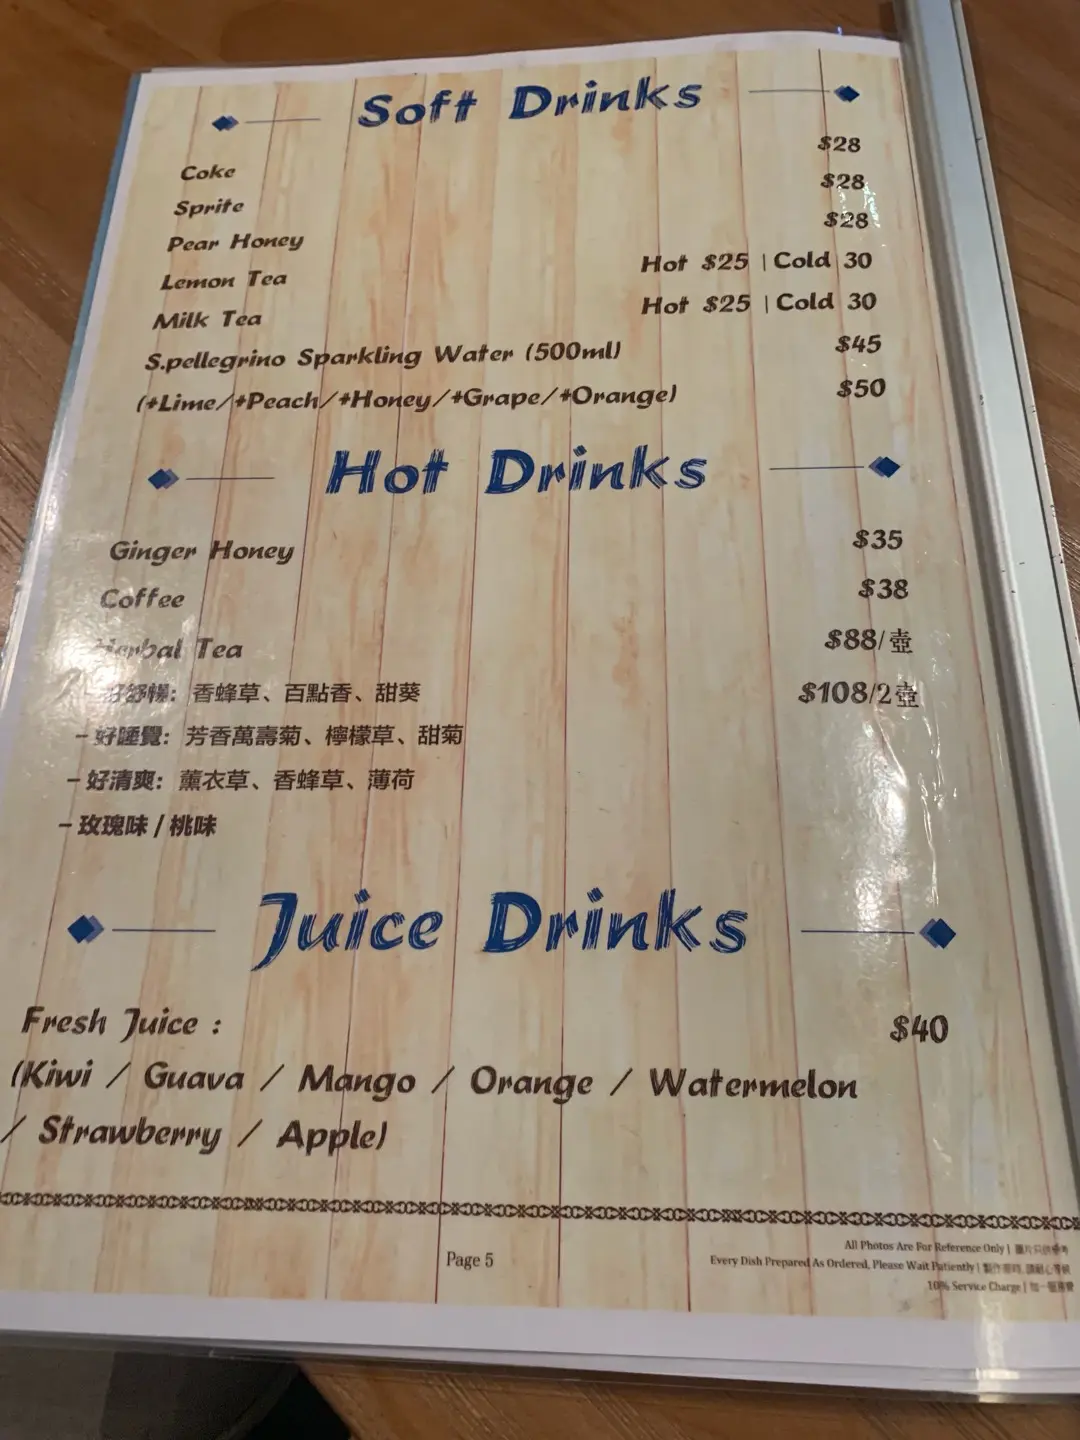 Soft Drinks
Coke $28
Sprite $28
Pear Honey $28
Lemon Tea Hot $25 | Cold 30
Milk Tea Hot $25 | Cold 30
S.pellegrino Sparkling Water (500ml) $45
(+Lime/+Peach/+Honey/+Grape/+Orange) $50
Hot Drinks
Ginger Honey $35
Coffee $38
Herbal Tea $88/壺
好舒暢：香蜂草、百點香、甜葵 $108/2壺
– 好睡覺：芳香萬壽菊、檸檬草、甜菊
– 好清爽：薰衣草、香蜂草、薄荷
– 玫瑰味 / 桃味
Juice Drinks
Fresh Juice : $40
(Kiwi / Guava / Mango / Orange / Watermelon
/ Strawberry / Apple)
Page 5
All Photos Are For Reference Only |
Every Dish Prepared As Ordered, Please Wait Patiently |
10% Service Charge |